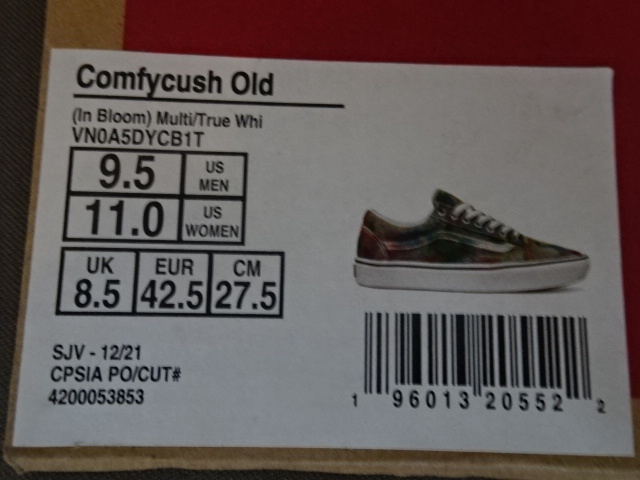 Comfycush Old
(In Bloom) Multi/True Whi
VN0A5DYCB1T
9.5 US MEN
11.0 US WOMEN
UK EUR CM
8.5 42.5 27.5
SJV - 12/21
CPSIA PO/CUT#
4200053853
1 96013 20552 2